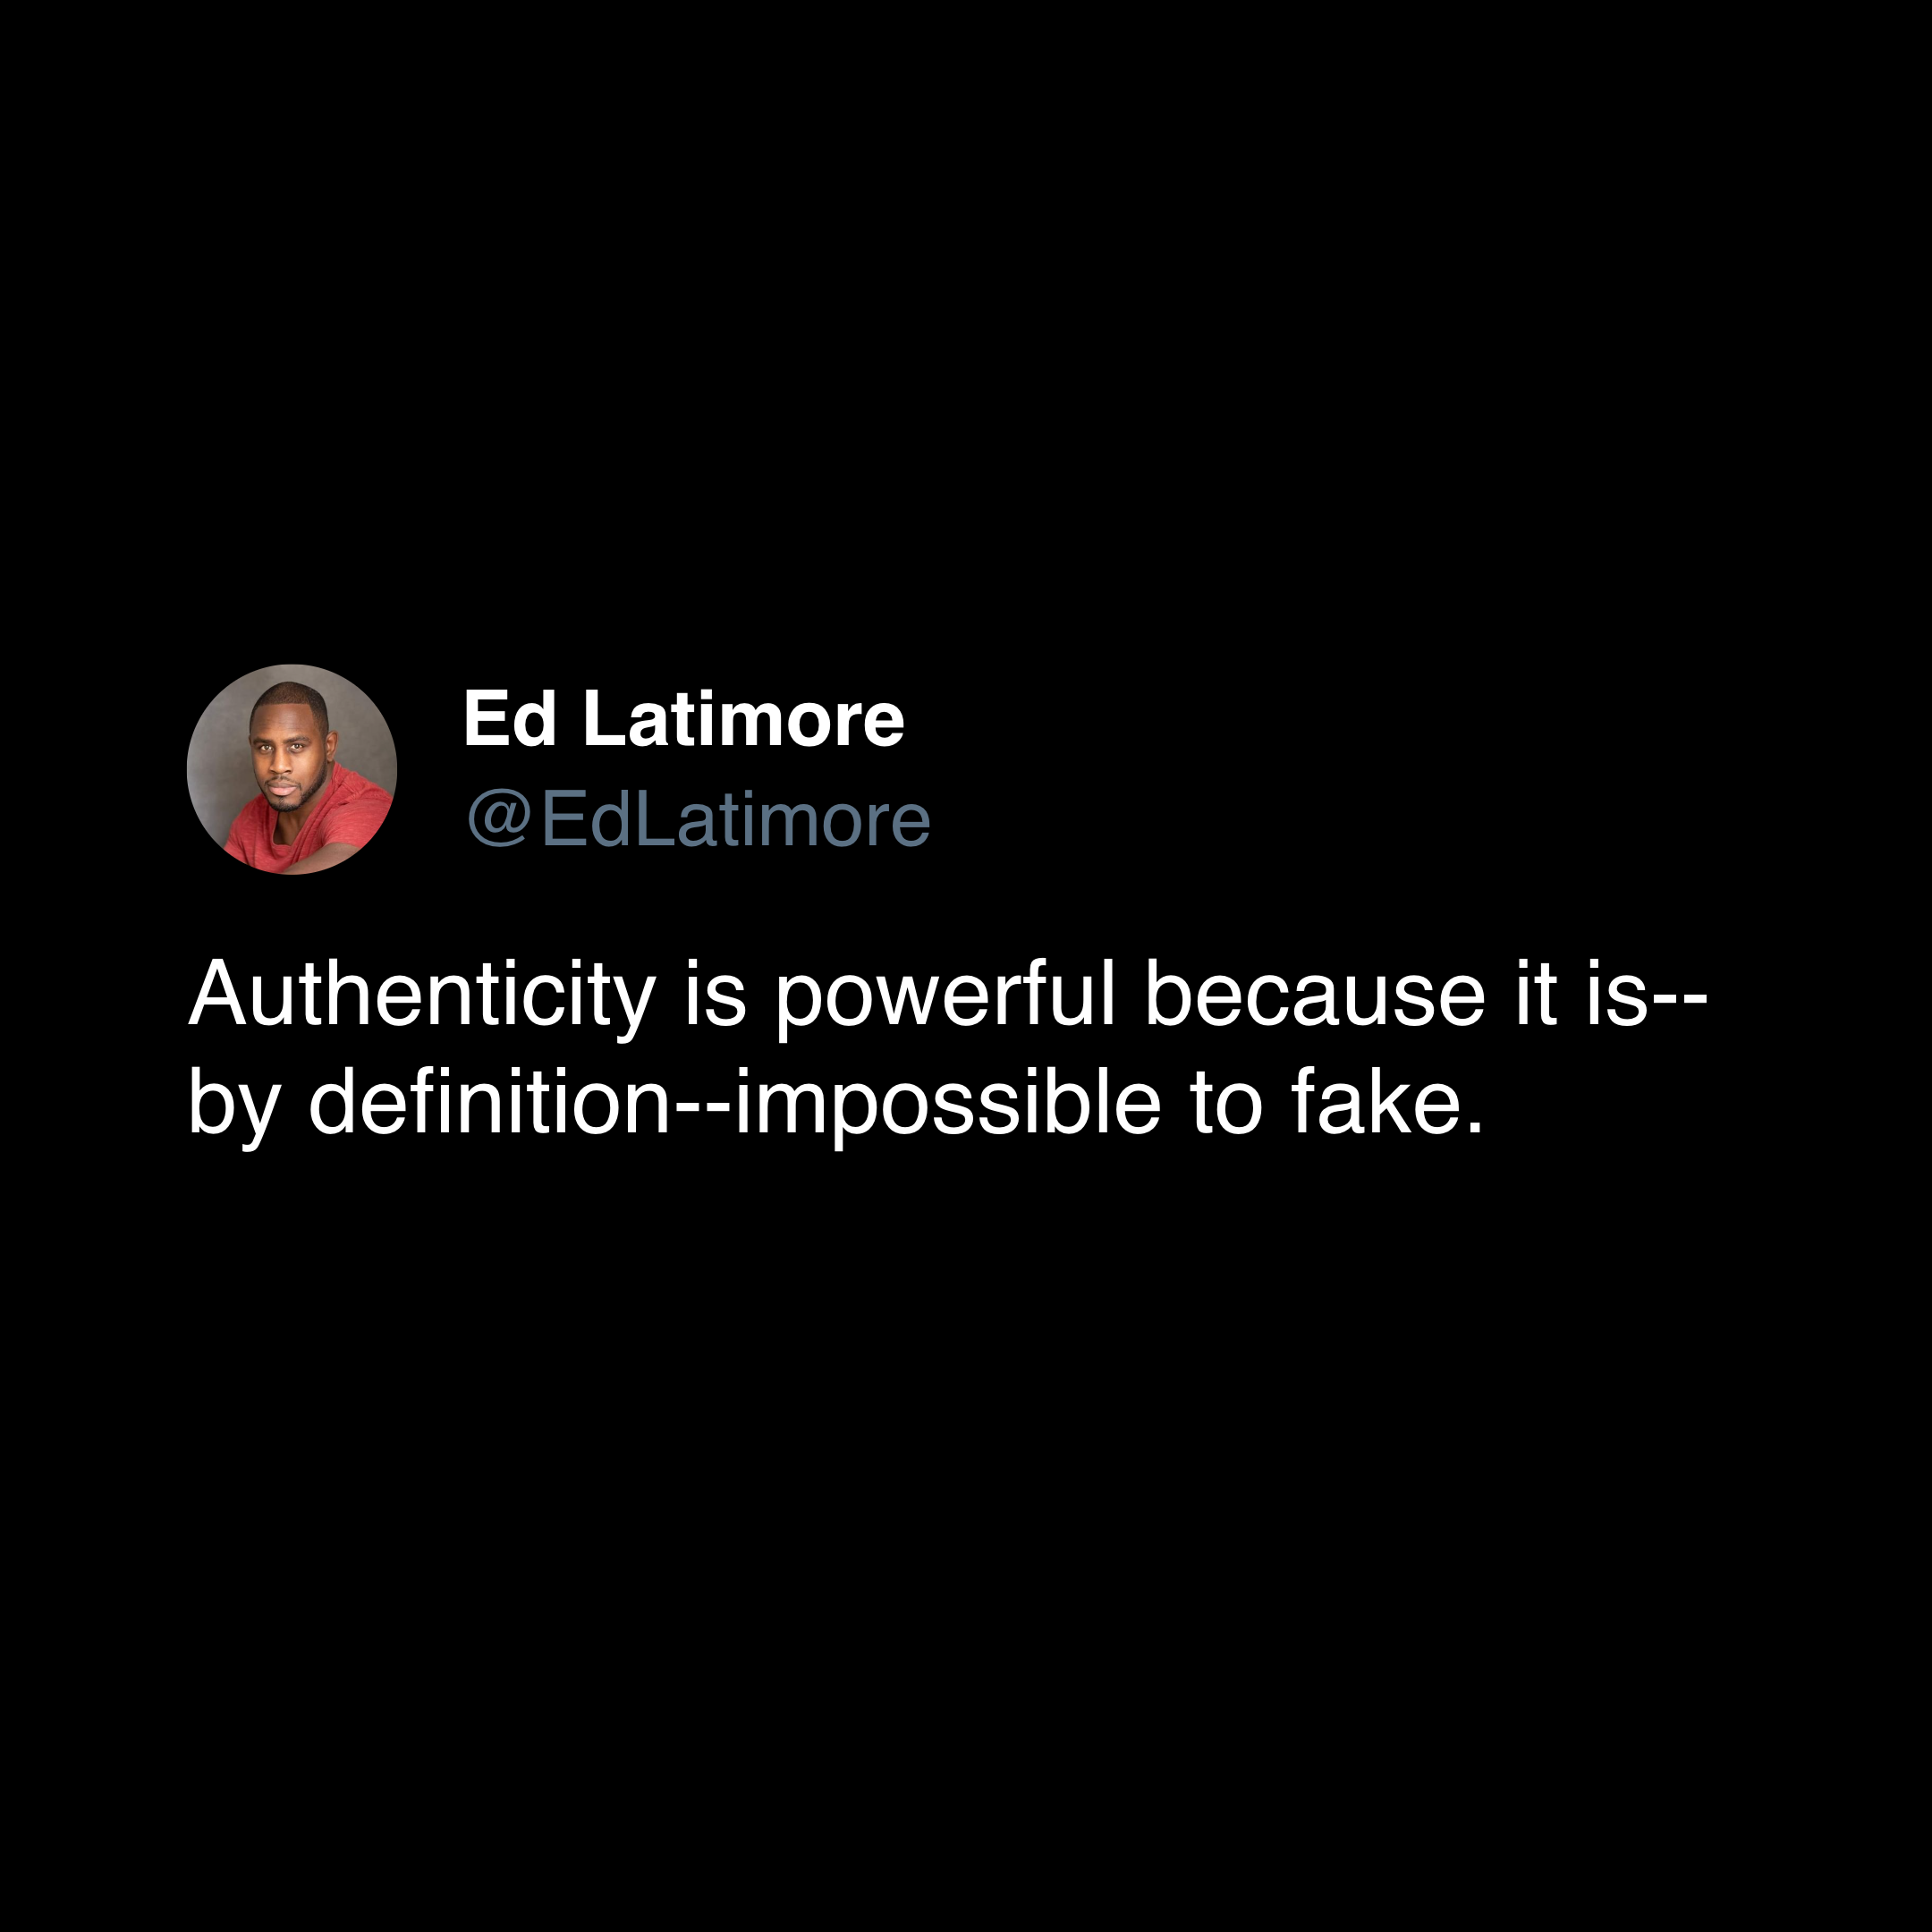 Ed Latimore
@EdLatimore
Authenticity is powerful because it is--
by definition--impossible to fake.